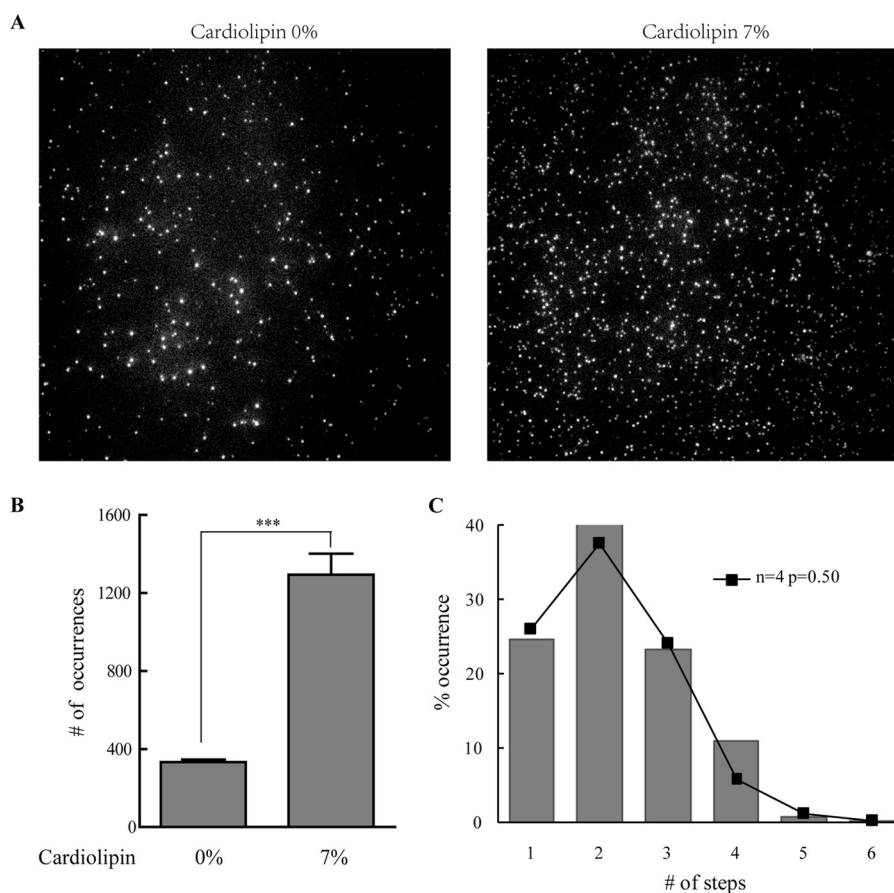 A
Cardiolipin 0%
Cardiolipin 7%
B
1600
1200
800
400
0
# of occurrences
***
Cardiolipin
0%
7%
C
40
30
20
10
0
% occurrence
n=4 p=0.50
1 2 3 4 5 6
# of steps